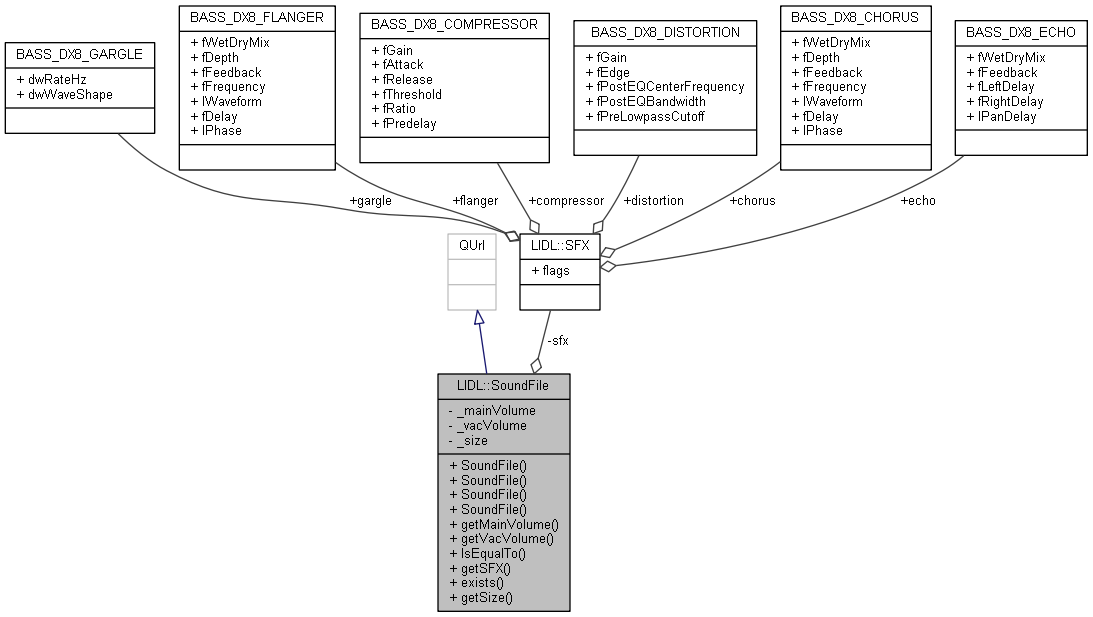 BASS_DX8_GARGLE
+ dwRateHz
+ dwWaveShape
BASS_DX8_FLANGER
+ fWetDryMix
+ fDepth
+ fFeedback
+ fFrequency
+ lWaveform
+ fDelay
+ lPhase
BASS_DX8_COMPRESSOR
+ fGain
+ fAttack
+ fRelease
+ fThreshold
+ fRatio
+ fPredelay
BASS_DX8_DISTORTION
+ fGain
+ fEdge
+ fPostEQCenterFrequency
+ fPostEQBandwidth
+ fPreLowpassCutoff
BASS_DX8_CHORUS
+ fWetDryMix
+ fDepth
+ fFeedback
+ fFrequency
+ lWaveform
+ fDelay
+ lPhase
BASS_DX8_ECHO
+ fWetDryMix
+ fFeedback
+ fLeftDelay
+ fRightDelay
+ lPanDelay
+gargle
+flanger
+compressor
+distortion
+chorus
+echo
QUrl
LIDL::SFX
+ flags
-sfx
LIDL::SoundFile
- _mainVolume
- _vacVolume
- _size
+ SoundFile()
+ SoundFile()
+ SoundFile()
+ SoundFile()
+ getMainVolume()
+ getVacVolume()
+ IsEqualTo()
+ getSFX()
+ exists()
+ getSize()